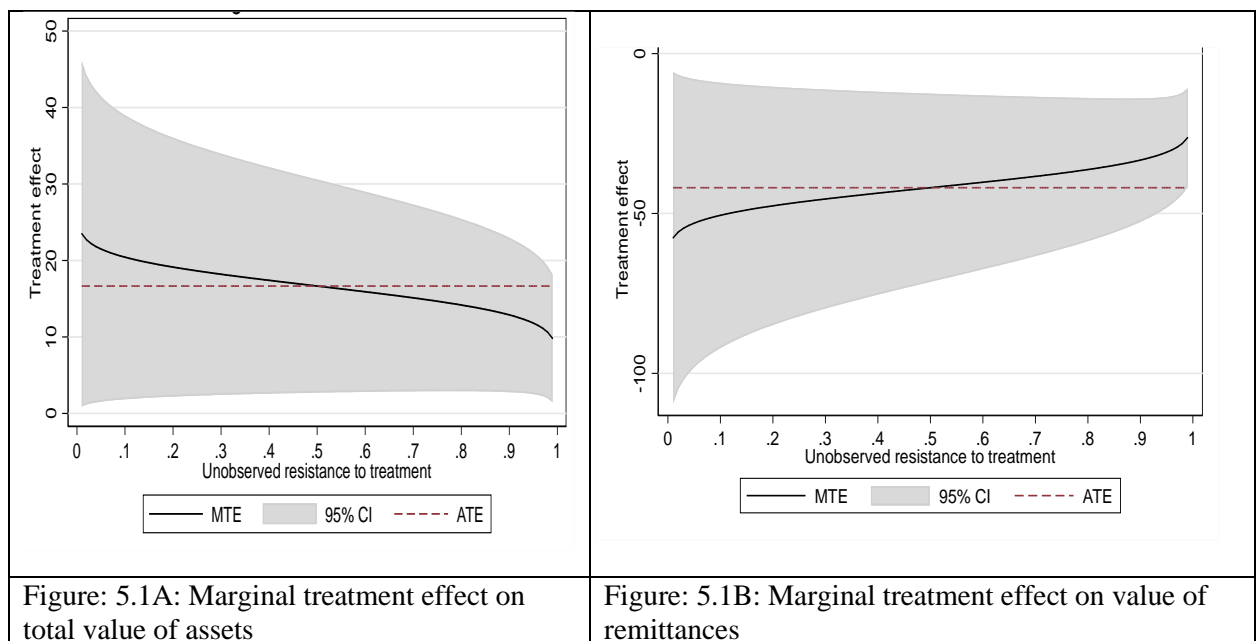 50
40
30
20
10
0
Treatment effect
0 .1 .2 .3 .4 .5 .6 .7 .8 .9 1
Unobserved resistance to treatment
MTE 95% CI ATE
Figure: 5.1A: Marginal treatment effect on
total value of assets
0
-50
-100
Treatment effect
0 .1 .2 .3 .4 .5 .6 .7 .8 .9 1
Unobserved resistance to treatment
MTE 95% CI ATE
Figure: 5.1B: Marginal treatment effect on value of
remittances